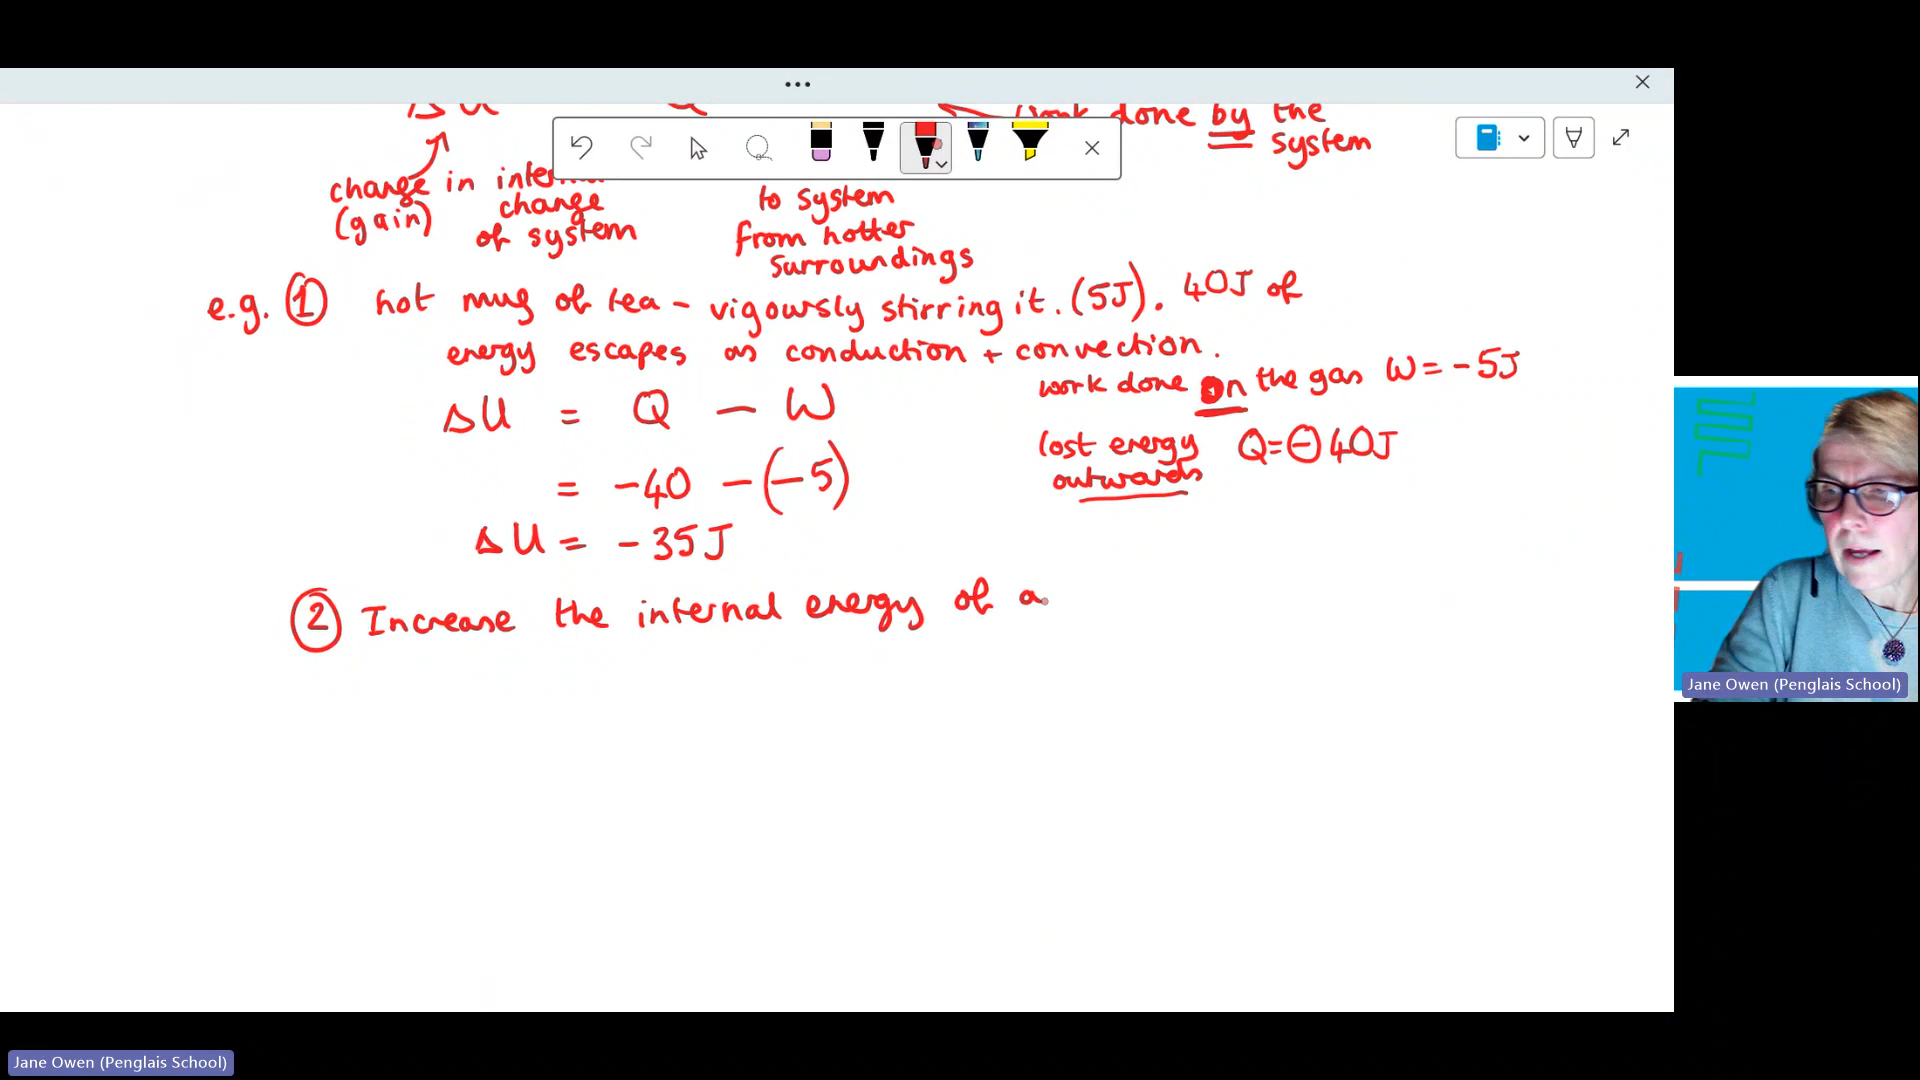 ΔU Q work done by the
system
change in internal
(gain) change
of system
to system
from hotter
surroundings
e.g. ① hot mug of tea - vigoursly stirring it. (5J). 40J of
energy escapes as conduction + convection.
work done on the gas W = -5J
ΔU = Q - W
lost energy Q = -40J
outwards
= -40 - (-5)
ΔU = -35J
② Increase the internal energy of a
Jane Owen (Penglais School)
Jane Owen (Penglais School)